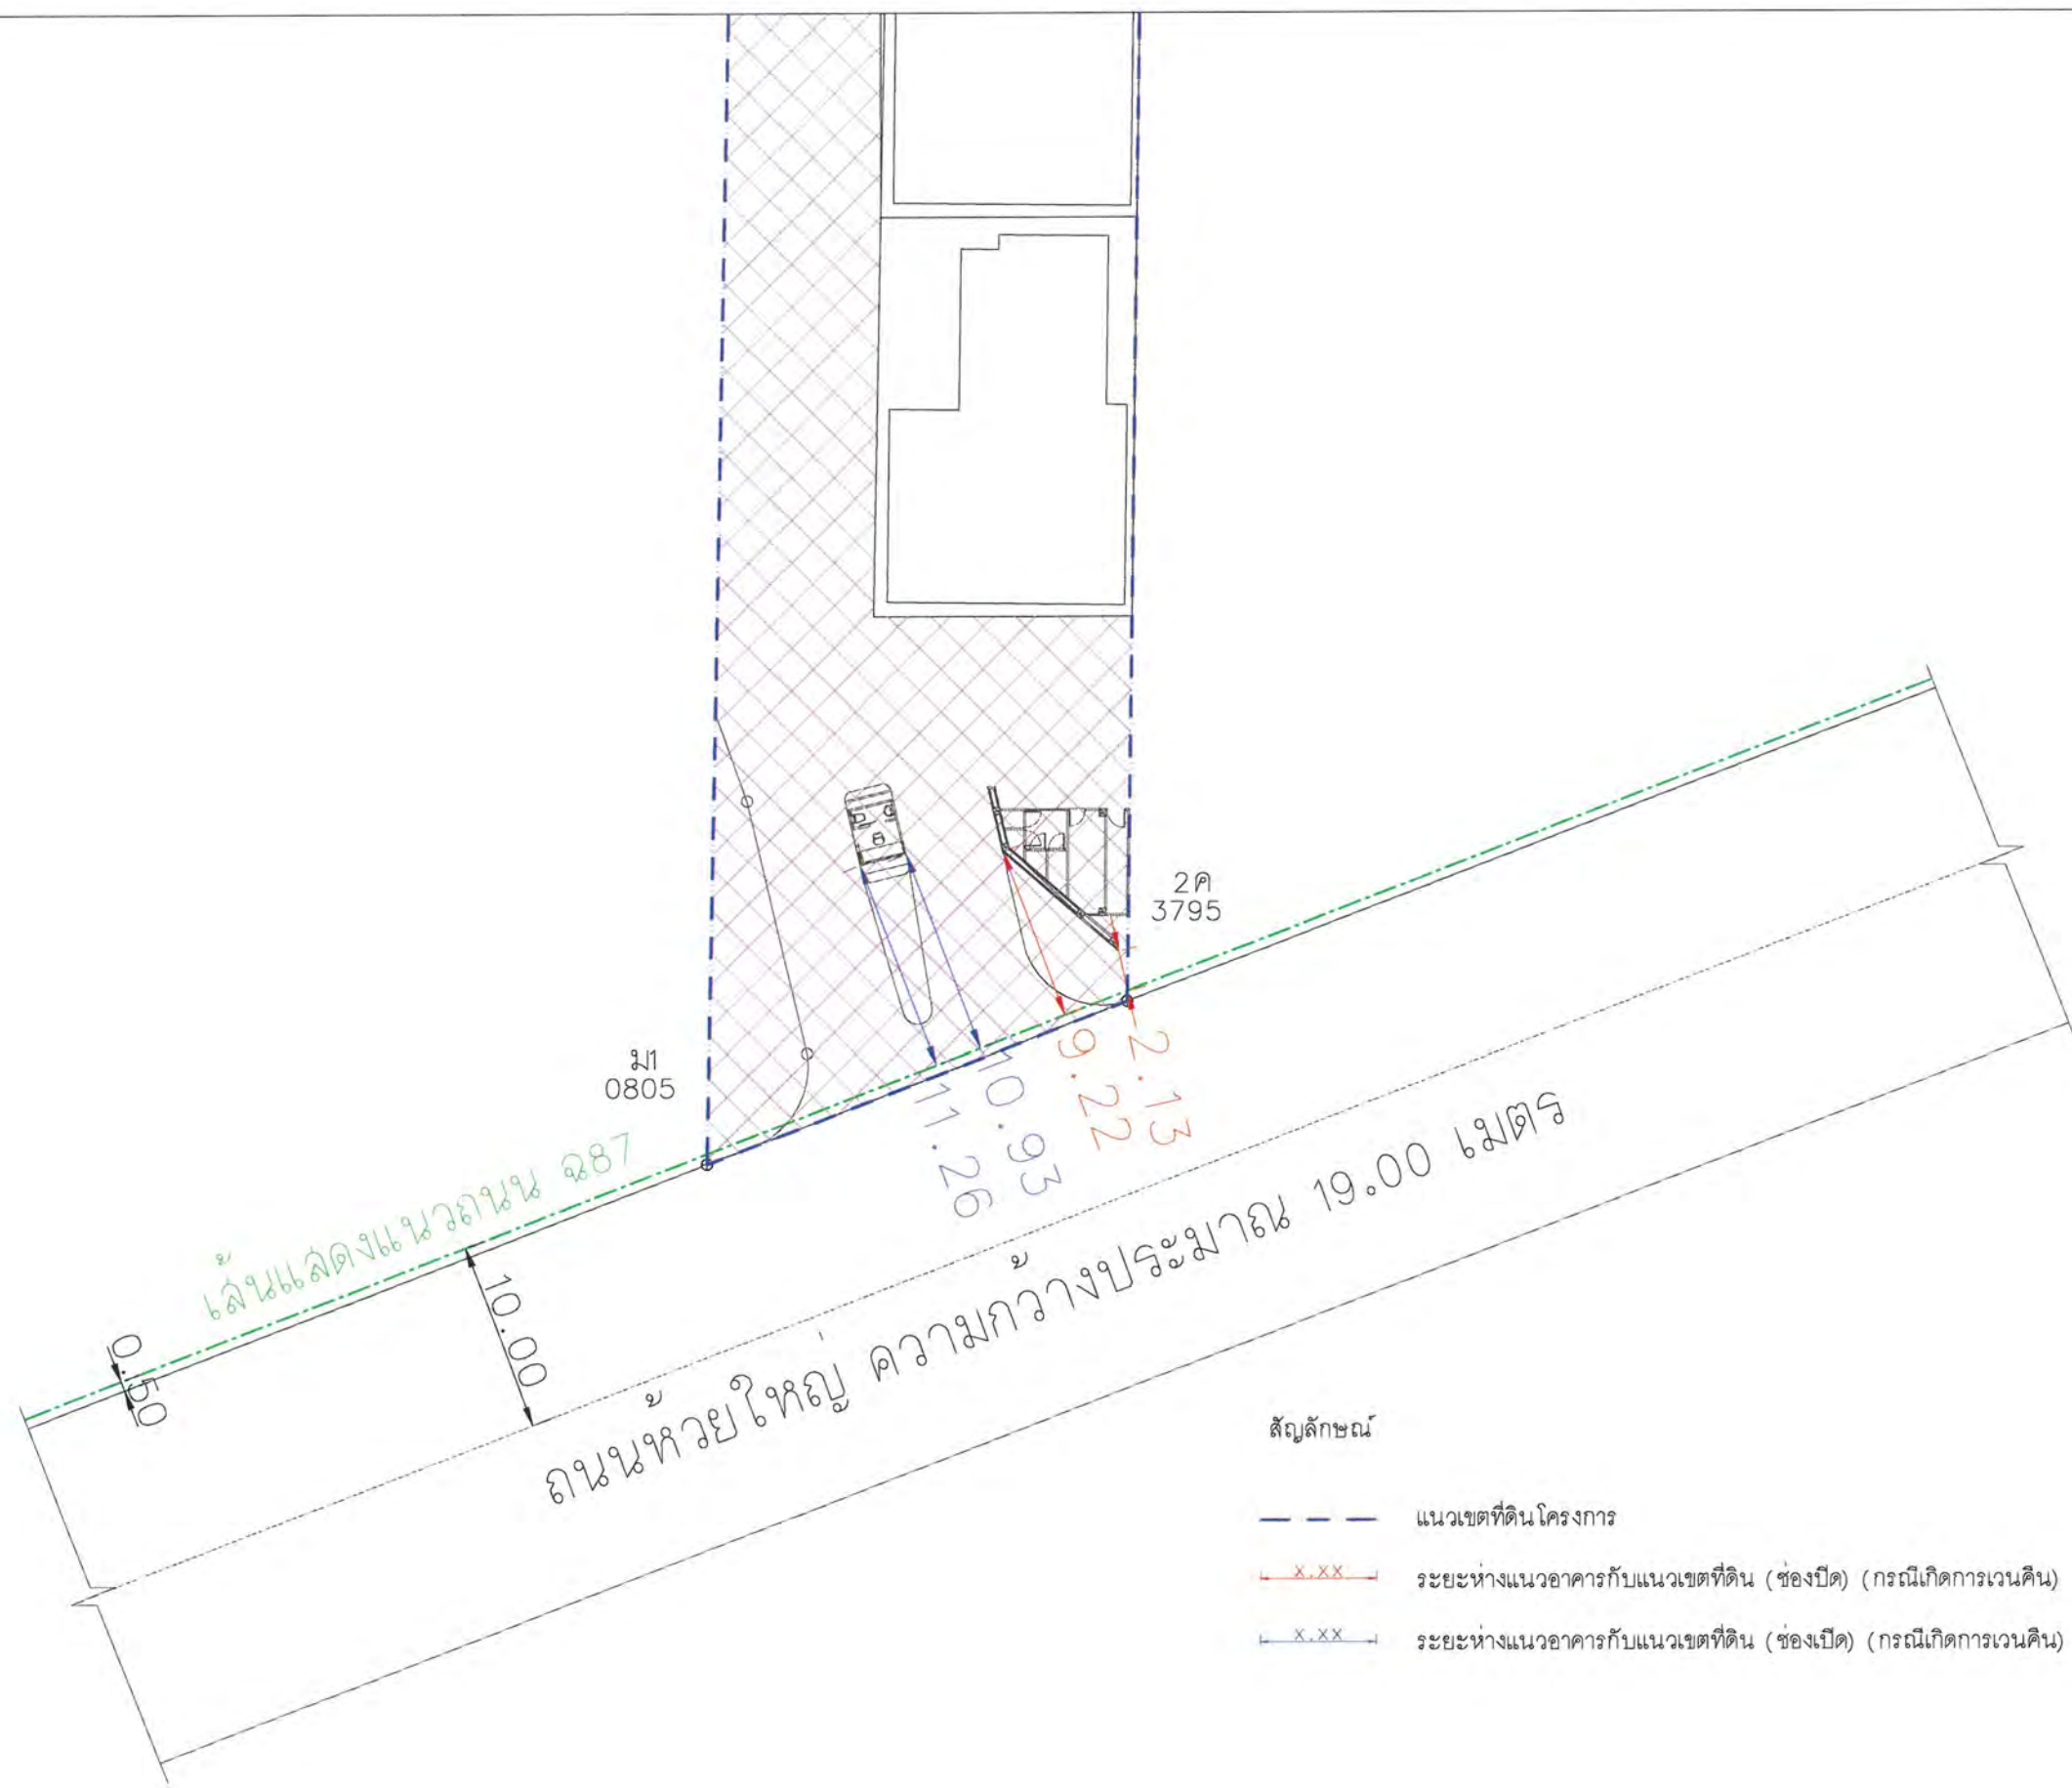 2ค
3795
ม1
0805
2.13
9.22
10.93
11.26
เส้นแสดงแนวถนน ฉ87
10.00
0.50
ถนนห้วยใหญ่ ความกว้างประมาณ 19.00 เมตร
สัญลักษณ์
แนวเขตที่ดินโครงการ
x.xx ระยะห่างแนวอาคารกับแนวเขตที่ดิน (ช่องปิด) (กรณีเกิดการเวนคืน)
x.xx ระยะห่างแนวอาคารกับแนวเขตที่ดิน (ช่องเปิด) (กรณีเกิดการเวนคืน)